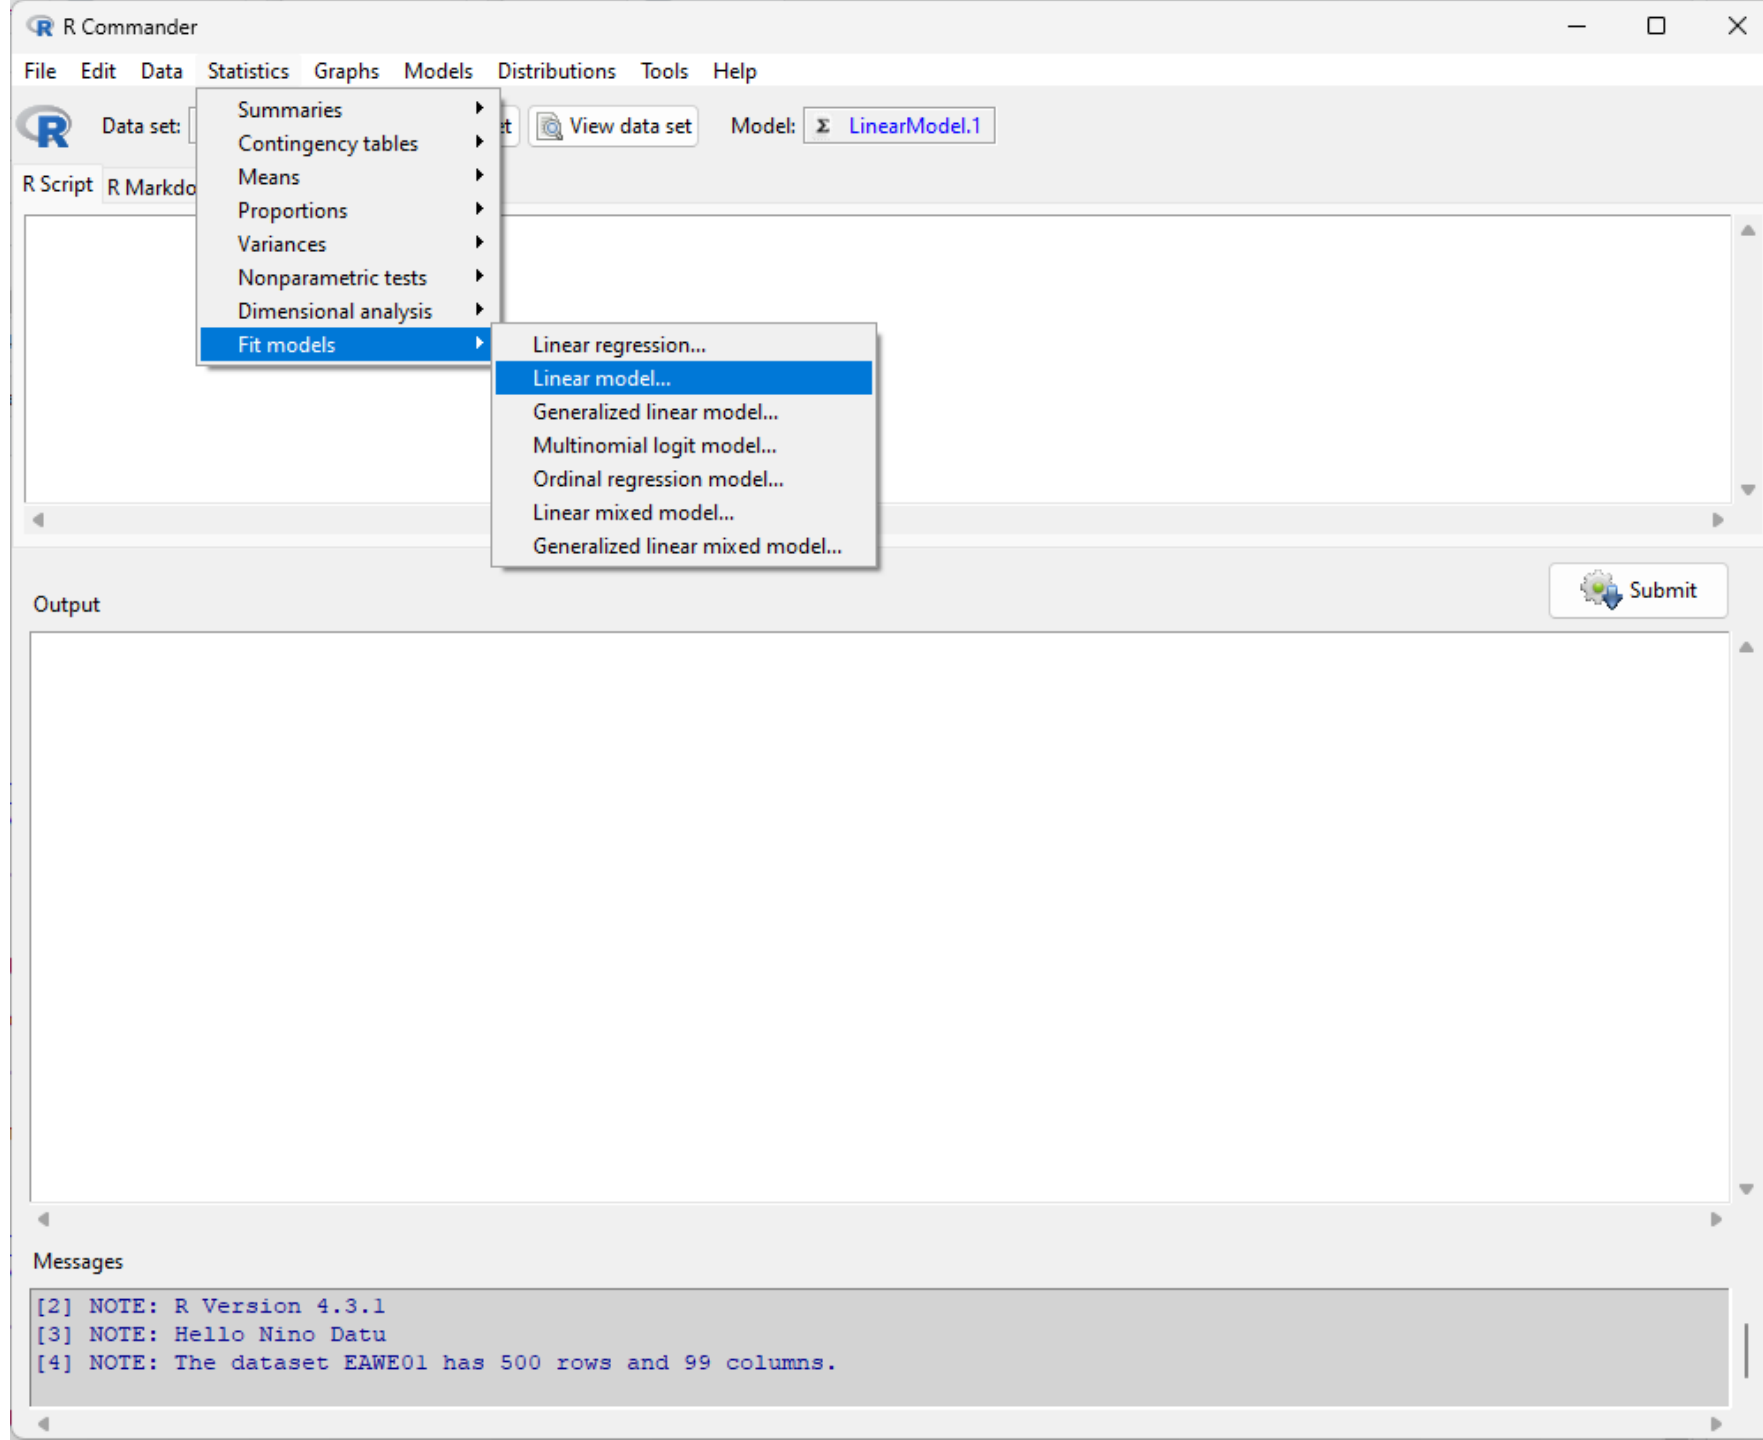 R Commander
File Edit Data Statistics Graphs Models Distributions Tools Help
Data set: View data set Model: Σ LinearModel.1
R Script
Summaries
Contingency tables
Means
Proportions
Variances
Nonparametric tests
Dimensional analysis
Fit models
Linear regression...
Linear model...
Generalized linear model...
Multinomial logit model...
Ordinal regression model...
Linear mixed model...
Generalized linear mixed model...
Submit
Output
Messages
[2] NOTE: R Version 4.3.1
[3] NOTE: Hello Nino Datu
[4] NOTE: The dataset EAWE01 has 500 rows and 99 columns.